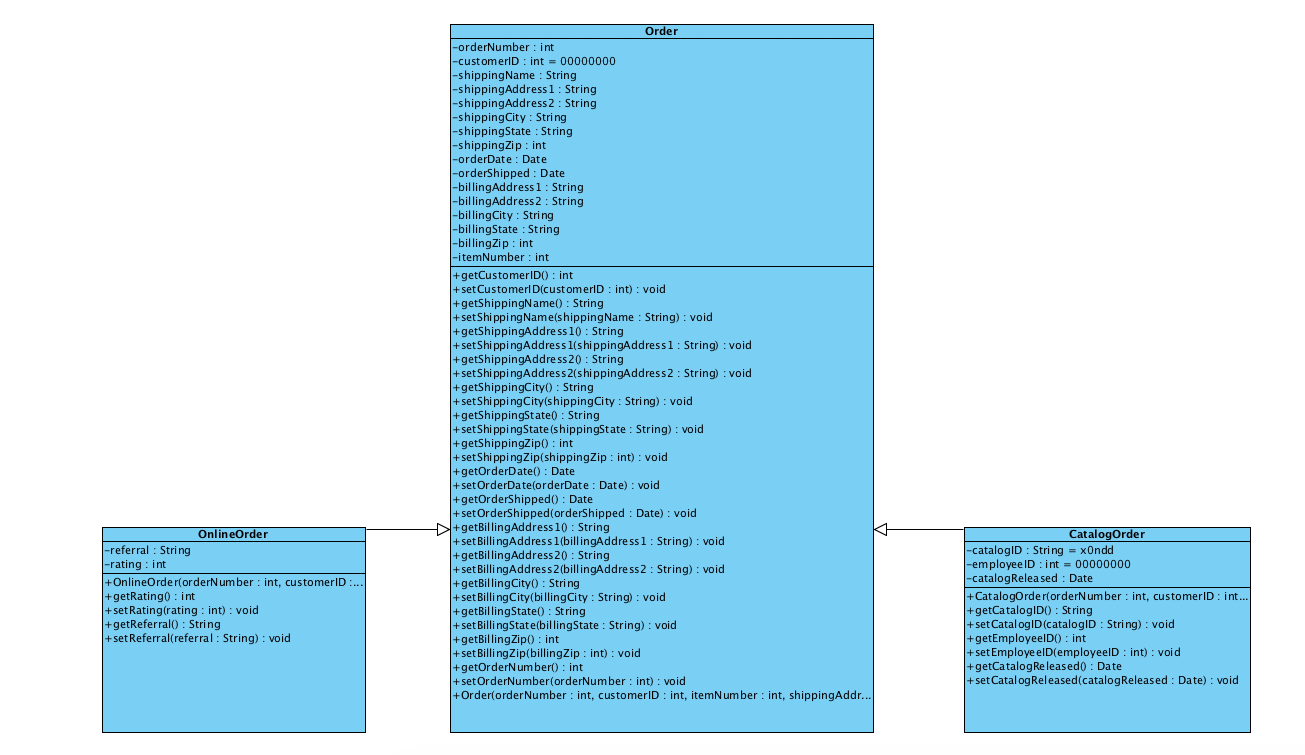 Order
-orderNumber : int
-customerID : int = 00000000
-shippingName : String
-shippingAddress1 : String
-shippingAddress2 : String
-shippingCity : String
-shippingState : String
-shippingZip : int
-orderDate : Date
-orderShipped : Date
-billingAddress1 : String
-billingAddress2 : String
-billingCity : String
-billingState : String
-billingZip : int
-itemNumber : int
+getCustomerID() : int
+setCustomerID(customerID : int) : void
+getShippingName() : String
+setShippingName(shippingName : String) : void
+getShippingAddress1() : String
+setShippingAddress1(shippingAddress1 : String) : void
+getShippingAddress2() : String
+setShippingAddress2(shippingAddress2 : String) : void
+getShippingCity() : String
+setShippingCity(shippingCity : String) : void
+getShippingState() : String
+setShippingState(shippingState : String) : void
+getShippingZip() : int
+setShippingZip(shippingZip : int) : void
+getOrderDate() : Date
+setOrderDate(orderDate : Date) : void
+getOrderShipped() : Date
+setOrderShipped(orderShipped : Date) : void
+getBillingAddress1() : String
+setBillingAddress1(billingAddress1 : String) : void
+getBillingAddress2() : String
+setBillingAddress2(billingAddress2 : String) : void
+getBillingCity() : String
+setBillingCity(billingCity : String) : void
+getBillingState() : String
+setBillingState(billingState : String) : void
+getBillingZip() : int
+setBillingZip(billingZip : int) : void
+getOrderNumber() : int
+setOrderNumber(orderNumber : int) : void
+Order(orderNumber : int, customerID : int, itemNumber : int, shippingAddr...
OnlineOrder
-referral : String
-rating : int
+OnlineOrder(orderNumber : int, customerID :...
+getRating() : int
+setRating(rating : int) : void
+getReferral() : String
+setReferral(referral : String) : void
CatalogOrder
-catalogID : String = x0ndd
-employeeID : int = 00000000
-catalogReleased : Date
+CatalogOrder(orderNumber : int, customerID : int...
+getCatalogID() : String
+setCatalogID(catalogID : String) : void
+getEmployeeID() : int
+setEmployeeID(employeeID : int) : void
+getCatalogReleased() : Date
+setCatalogReleased(catalogReleased : Date) : void